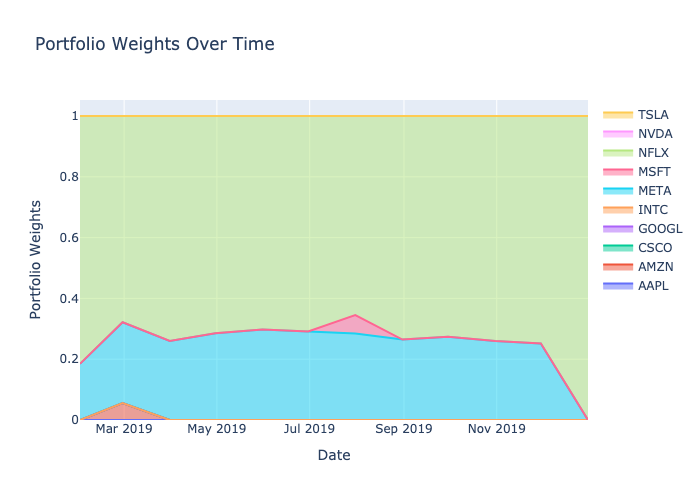 Portfolio Weights Over Time
1
0.8
0.6
0.4
0.2
0
Portfolio Weights
Mar 2019
May 2019
Jul 2019
Sep 2019
Nov 2019
Date
TSLA
NVDA
NFLX
MSFT
META
INTC
GOOGL
CSCO
AMZN
AAPL